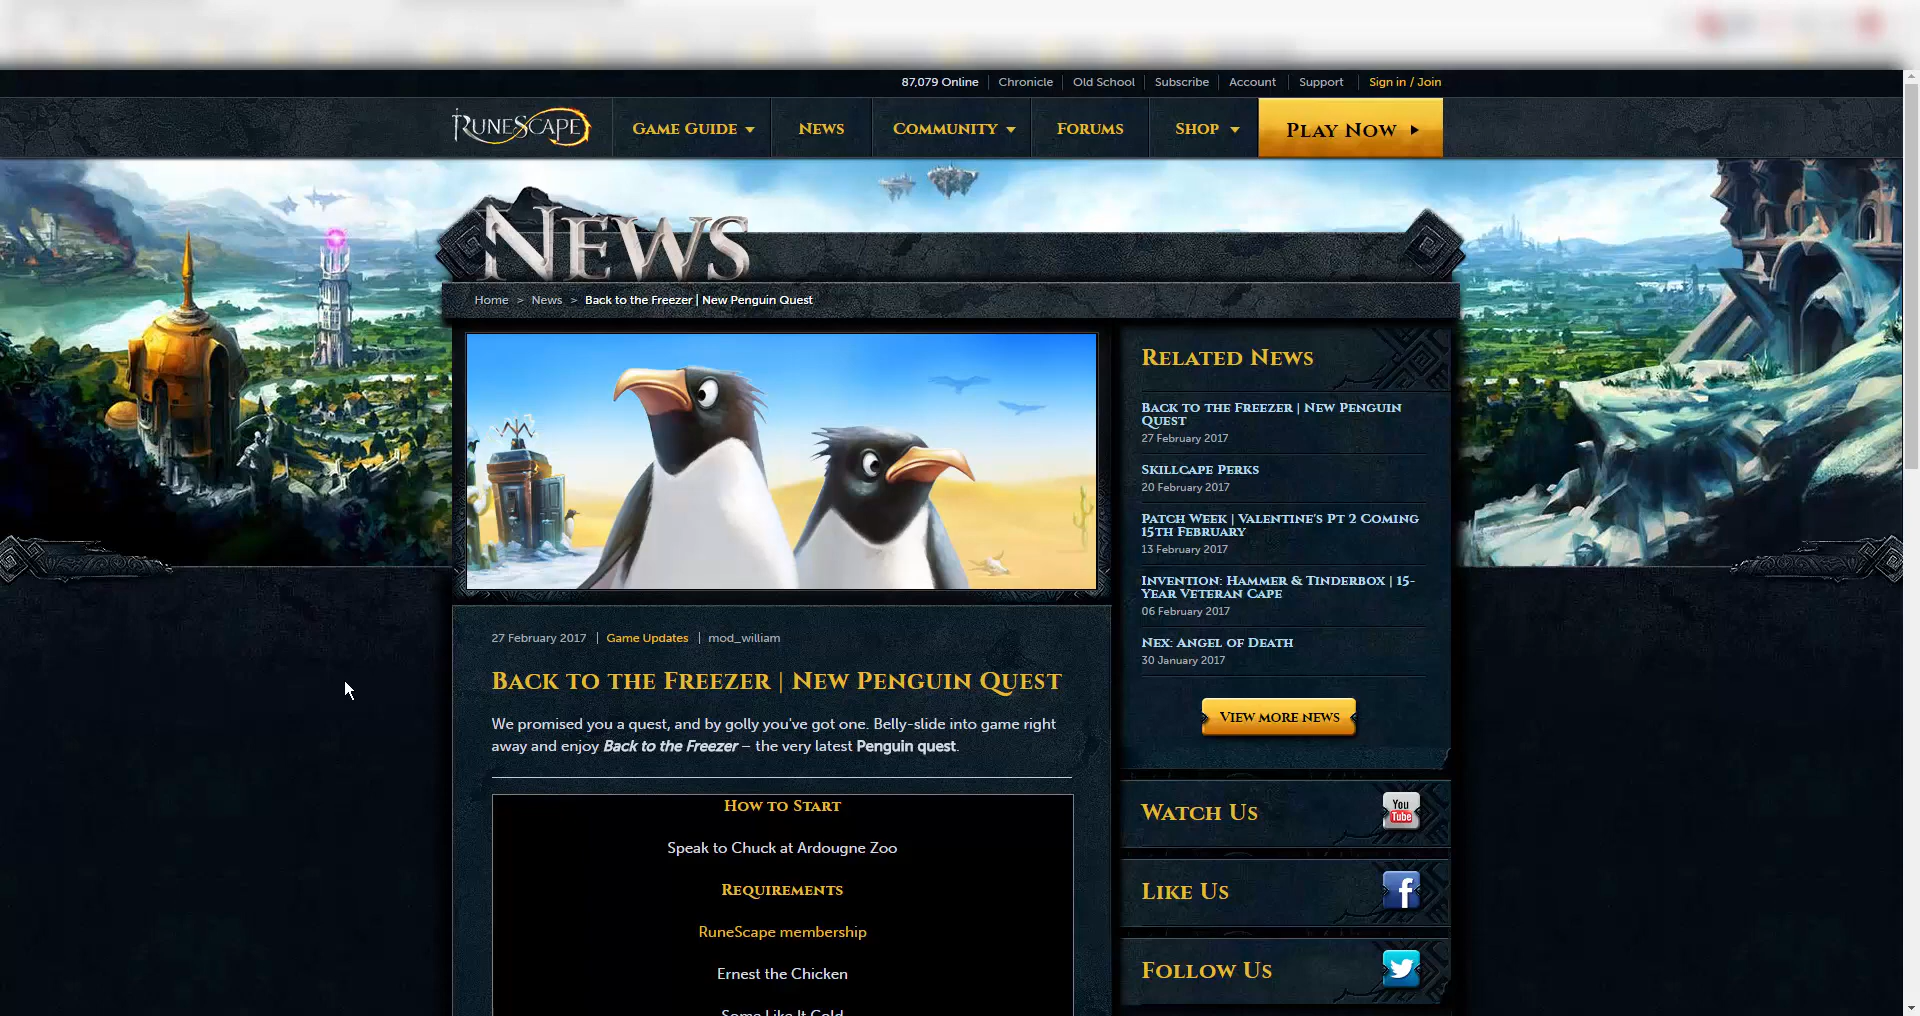 87,079 Online
Chronicle
Old School
Subscribe
Account
Support
Sign in / Join
RuneScape
Game Guide
News
Community
Forums
Shop
Play Now
News
Home > News > Back to the Freezer | New Penguin Quest
27 February 2017 | Game Updates | mod_william
Back to the Freezer | New Penguin Quest
We promised you a quest, and by golly you've got one. Belly-slide into game right
away and enjoy Back to the Freezer – the very latest Penguin quest.
How to Start
Speak to Chuck at Ardougne Zoo
Requirements
RuneScape membership
Ernest the Chicken
Some Like It Cold
Related News
Back to the Freezer | New Penguin
Quest
27 February 2017
Skillcape Perks
20 February 2017
Patch Week | Valentine's Pt 2 Coming
15th February
13 February 2017
Invention: Hammer & Tinderbox | 15-
Year Veteran Cape
06 February 2017
Nex: Angel of Death
30 January 2017
View more news
Watch Us
You
Tube
Like Us
f
Follow Us